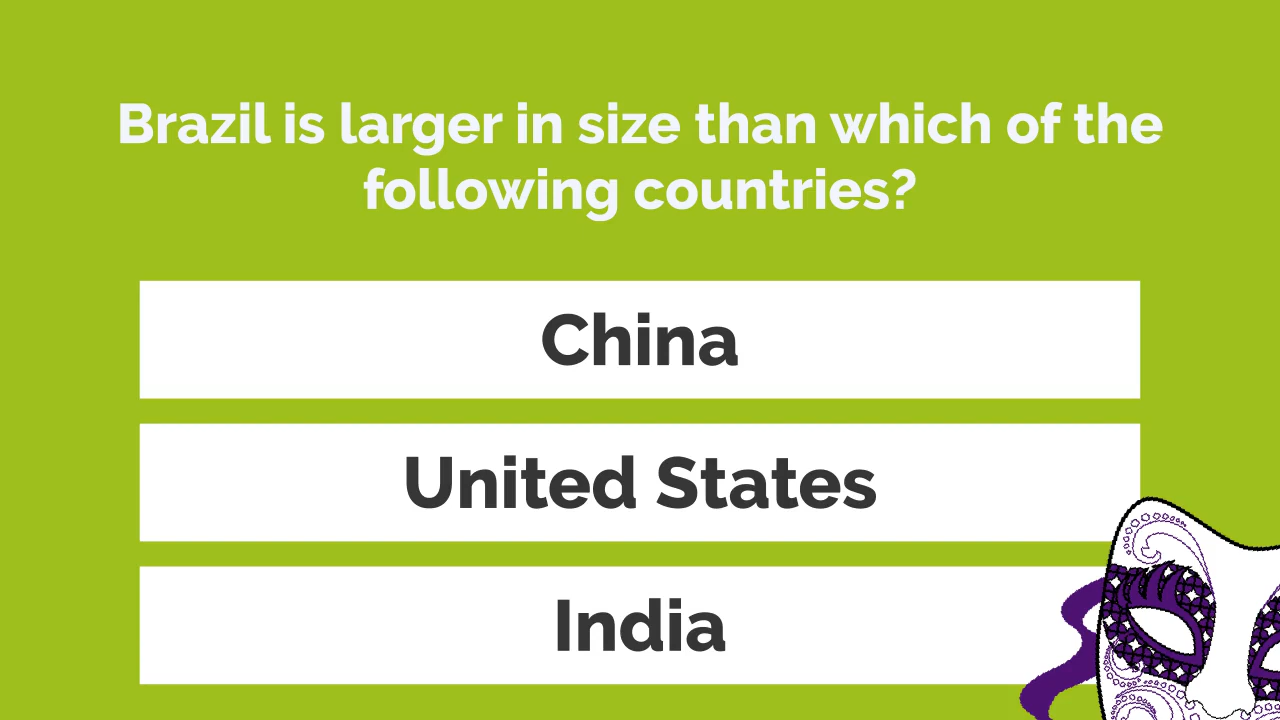 Brazil is larger in size than which of the
following countries?
China
United States
India